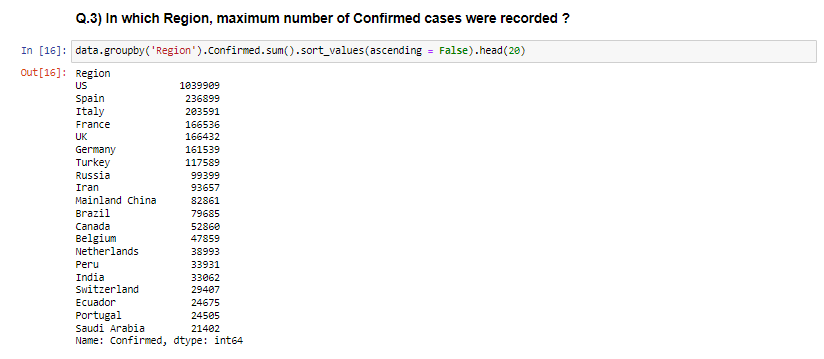 Q.3) In which Region, maximum number of Confirmed cases were recorded ?
In [16]: data.groupby('Region').Confirmed.sum().sort_values(ascending = False).head(20)
Out[16]: Region
US 1039909
Spain 236899
Italy 203591
France 166536
UK 166432
Germany 161539
Turkey 117589
Russia 99399
Iran 93657
Mainland China 82861
Brazil 79685
Canada 52860
Belgium 47859
Netherlands 38993
Peru 33931
India 33062
Switzerland 29407
Ecuador 24675
Portugal 24505
Saudi Arabia 21402
Name: Confirmed, dtype: int64